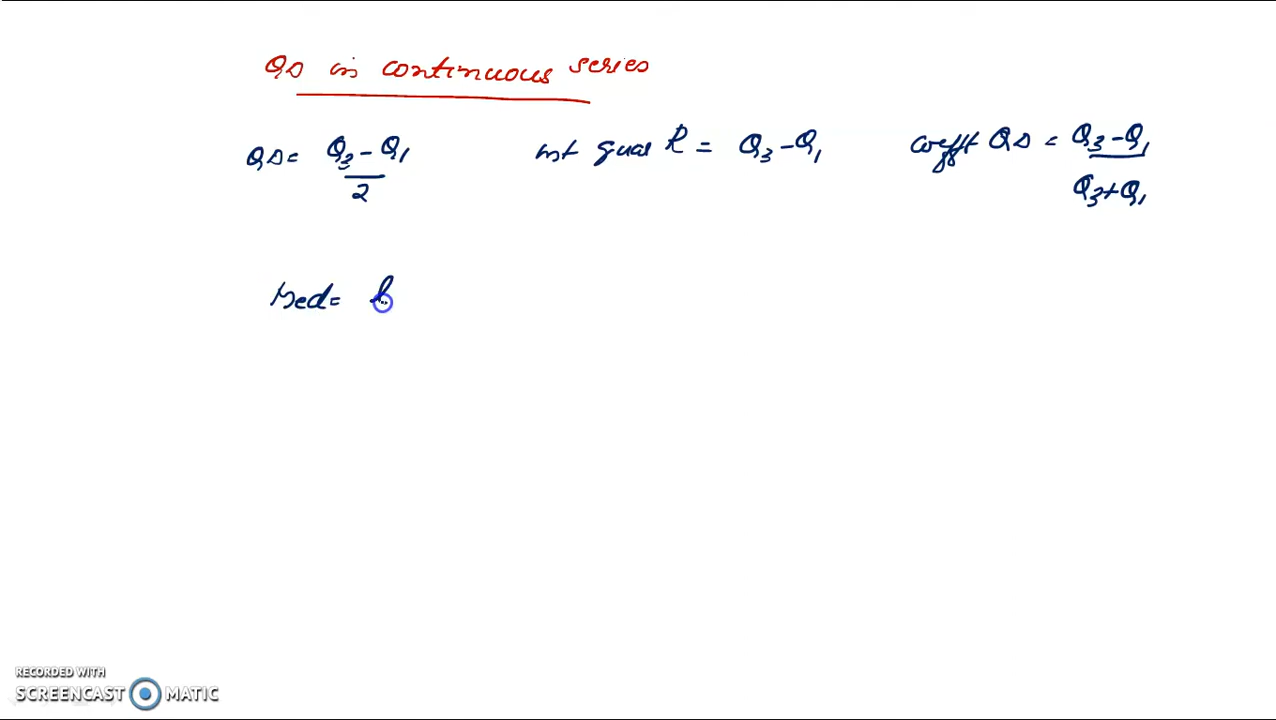 QD in continuous series
QD = Q3 - Q1 / 2 int quar R = Q3 - Q1 coefft QD = Q3 - Q1 / Q3 + Q1
Med = l
RECORDED WITH
SCREENCAST MATIC